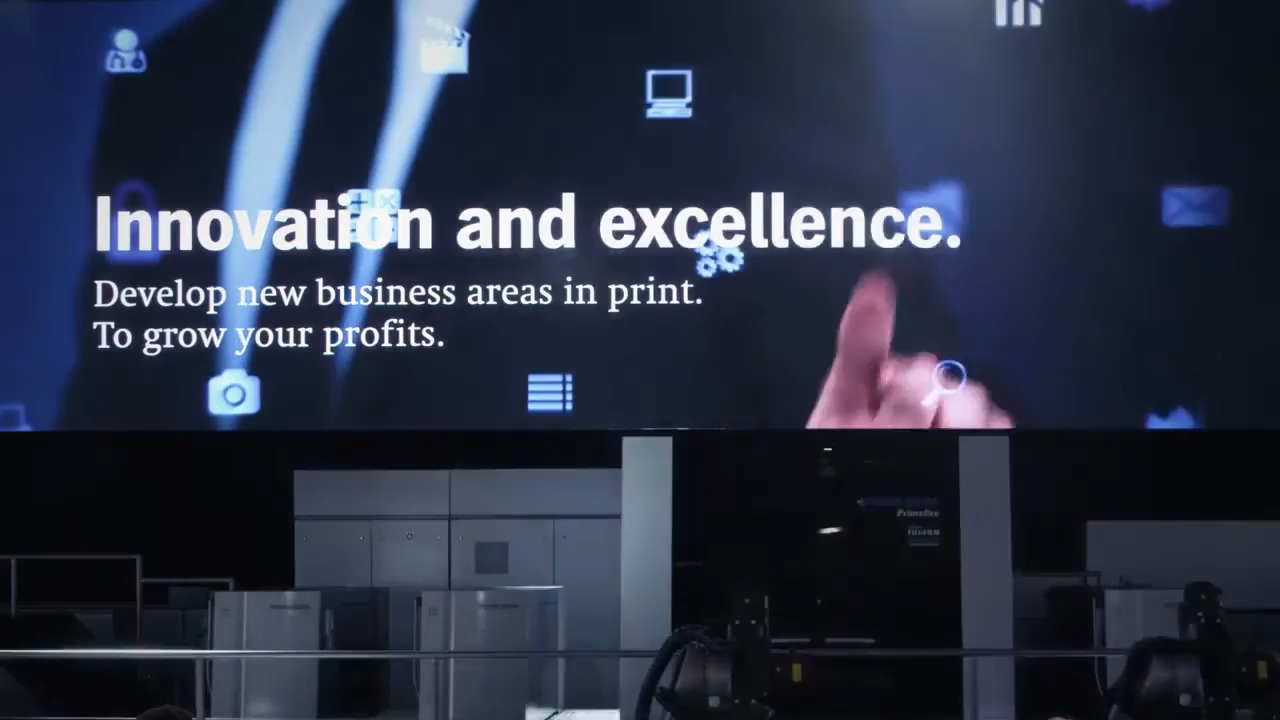 Innovation and excellence.
Develop new business areas in print.
To grow your profits.
Primefire
FUJIFILM